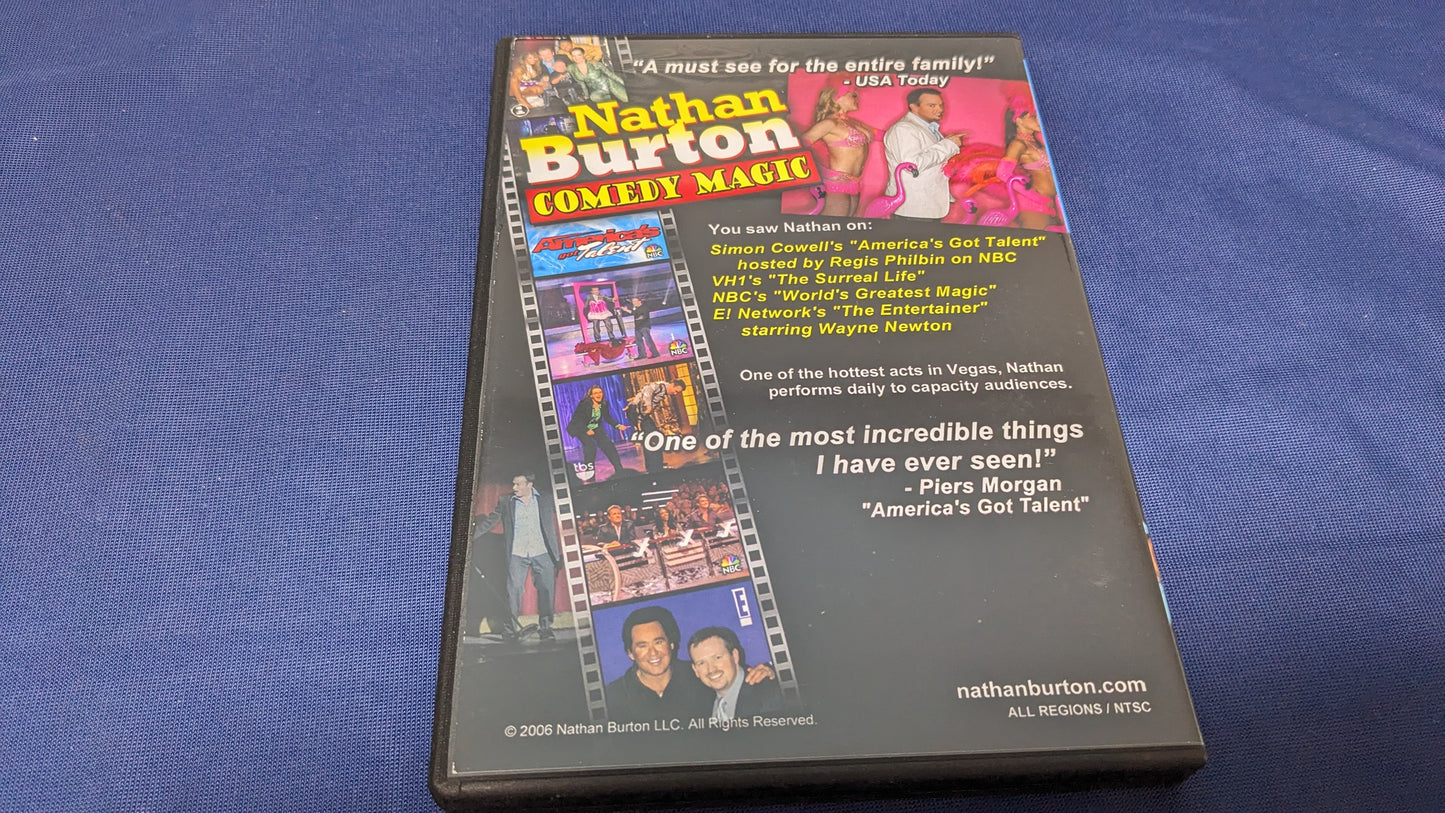 “A must see for the entire family!”
- USA Today
Nathan
Burton
COMEDY MAGIC
America's
got Talent
NBC
You saw Nathan on:
Simon Cowell's "America's Got Talent"
hosted by Regis Philbin on NBC
VH1's "The Surreal Life"
NBC's "World's Greatest Magic"
E! Network's "The Entertainer"
starring Wayne Newton
NBC
One of the hottest acts in Vegas, Nathan
performs daily to capacity audiences.
“One of the most incredible things
I have ever seen!”
- Piers Morgan
"America's Got Talent"
tbs
X X X
NBC
E!
nathanburton.com
ALL REGIONS / NTSC
© 2006 Nathan Burton LLC. All Rights Reserved.